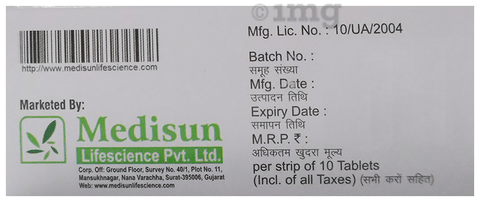 1mg
http://www.medisunlifescience.com
Marketed By:
Medisun
Lifescience Pvt. Ltd.
Corp. Off: Ground Floor, Survey No. 40/1, Plot No. 11,
Mansukhnagar, Nana Varachha, Surat-395006, Gujarat
Web: www.medisunlifescience.com
Mfg. Lic. No. : 10/UA/2004
Batch No. :
समूह संख्या
Mfg. Date :
उत्पादन तिथि
Expiry Date :
समापन तिथि
M.R.P. ₹ :
अधिकतम खुदरा मूल्य
per strip of 10 Tablets
(Incl. of all Taxes) (सभी करों सहित)